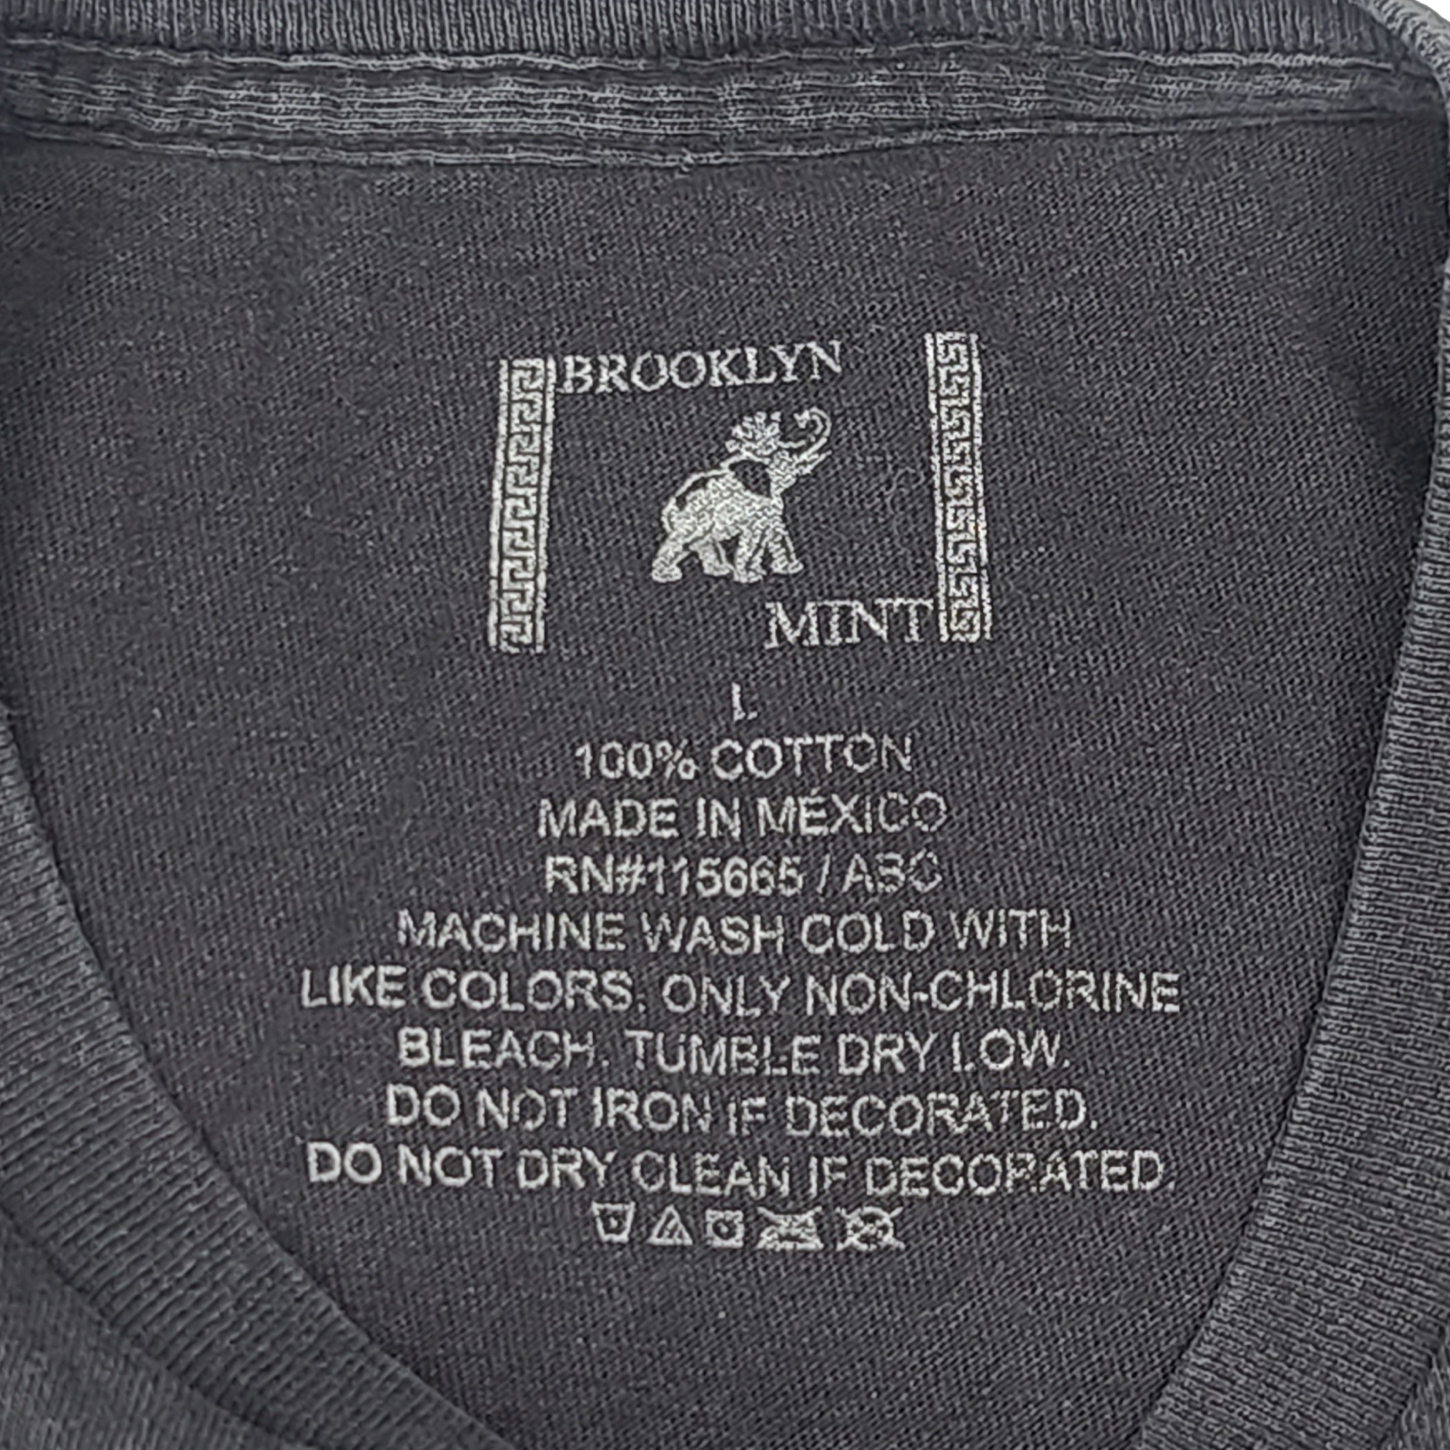 BROOKLYN
MINT
L
100% COTTON
MADE IN MEXICO
RN#115665 / ABC
MACHINE WASH COLD WITH
LIKE COLORS. ONLY NON-CHLORINE
BLEACH. TUMBLE DRY LOW.
DO NOT IRON IF DECORATED.
DO NOT DRY CLEAN IF DECORATED.